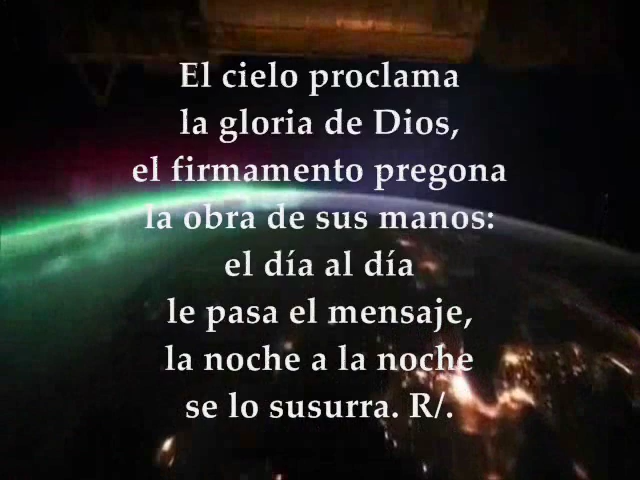 El cielo proclama
la gloria de Dios,
el firmamento pregona
la obra de sus manos:
el día al día
le pasa el mensaje,
la noche a la noche
se lo susurra. R/.